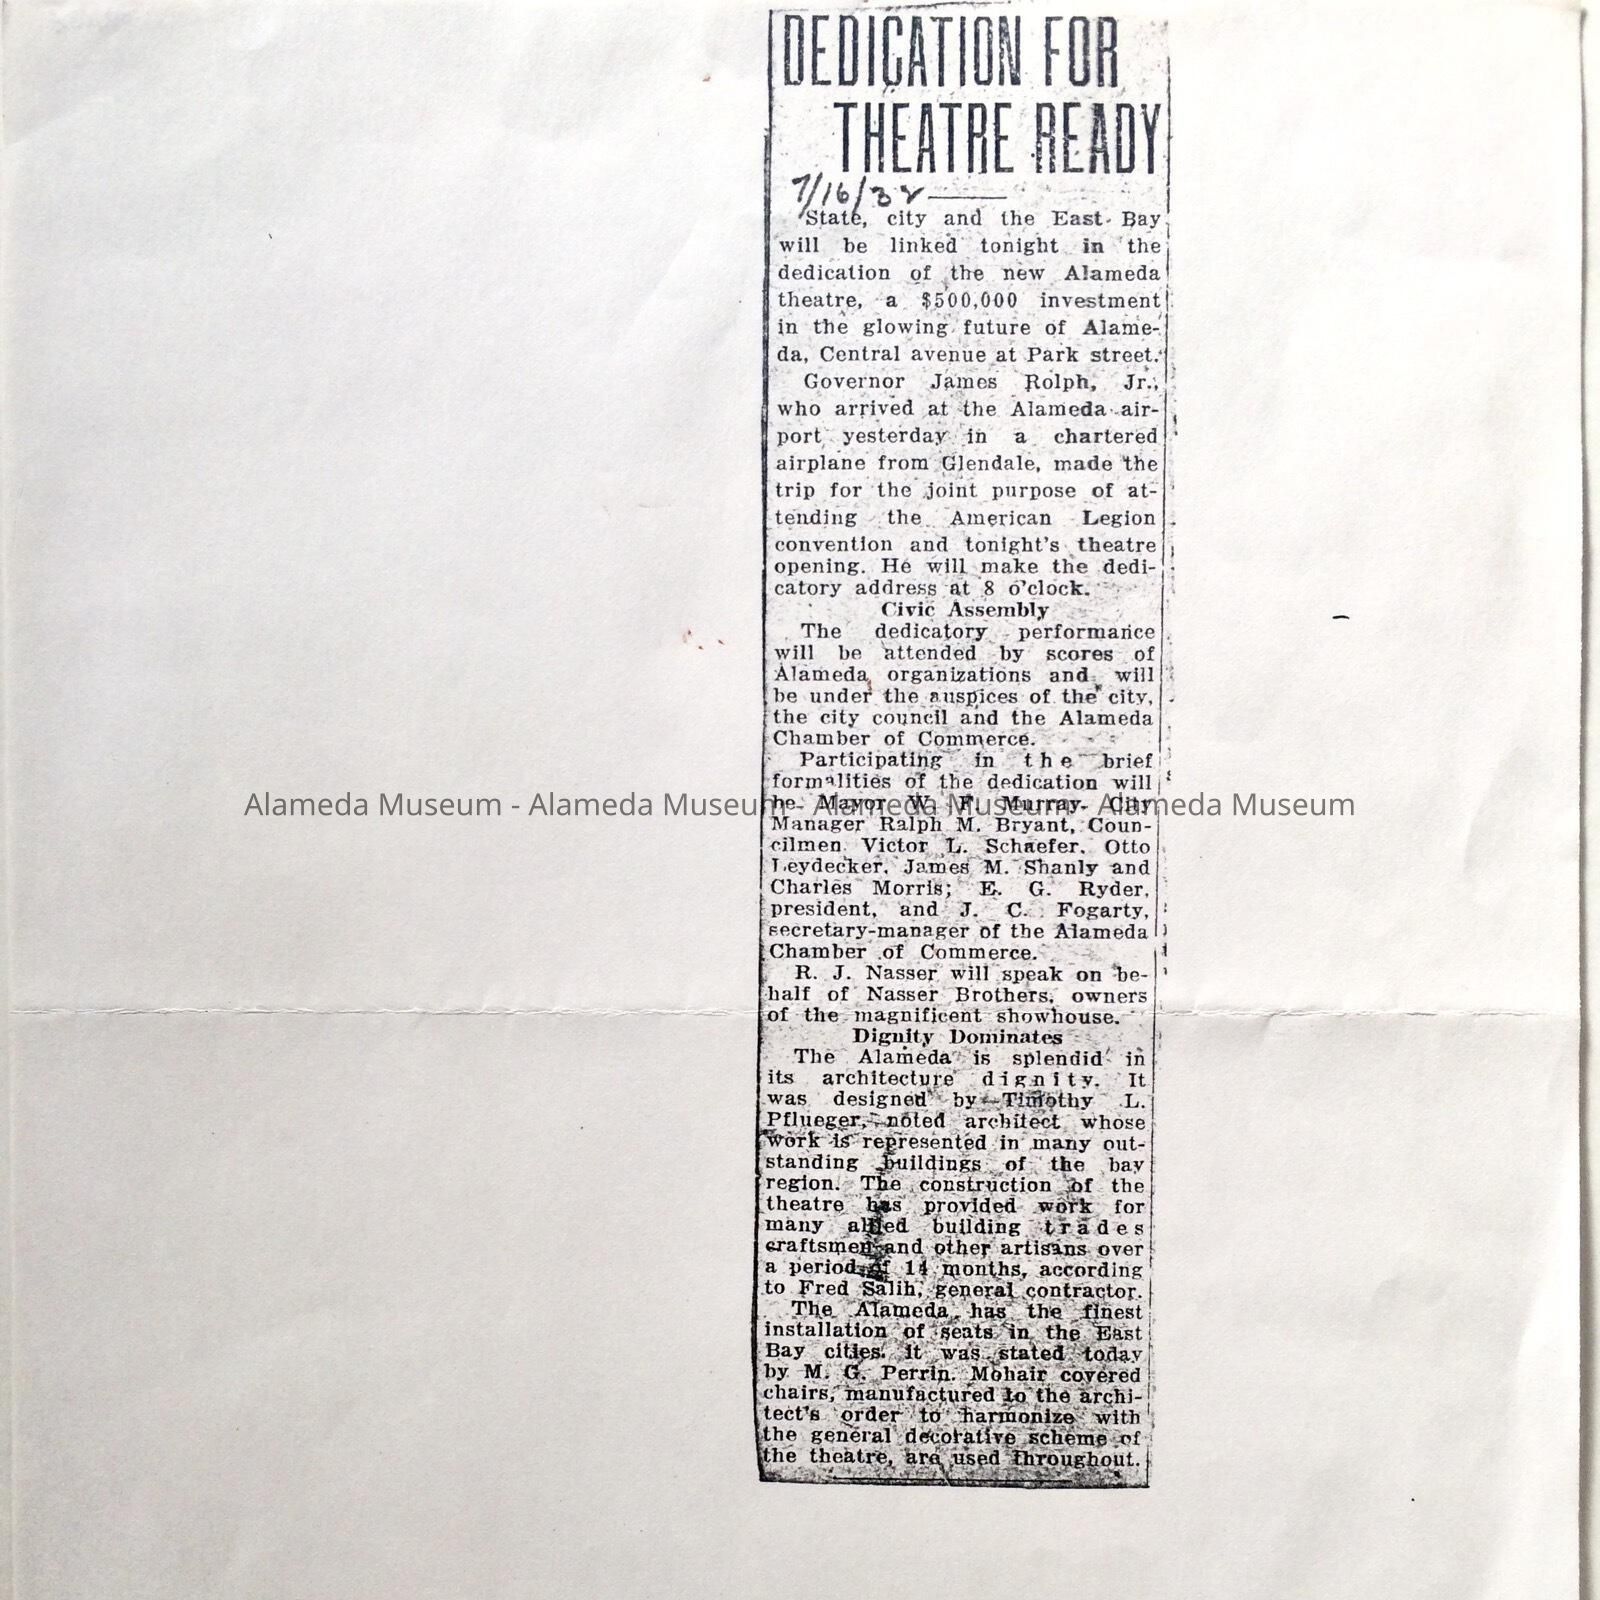 DEDICATION FOR
THEATRE READY
7/16/32
State, city and the East Bay
will be linked tonight in the
dedication of the new Alameda
theatre, a $500,000 investment
in the glowing future of Alame-
da, Central avenue at Park street.
Governor James Rolph, Jr.,
who arrived at the Alameda air-
port yesterday in a chartered
airplane from Glendale, made the
trip for the joint purpose of at-
tending the American Legion
convention and tonight's theatre
opening. He will make the dedi-
catory address at 8 o'clock.
Civic Assembly
The dedicatory performance
will be attended by scores of
Alameda organizations and will
be under the auspices of the city,
the city council and the Alameda
Chamber of Commerce.
Participating in the brief
formalities of the dedication will
be Mayor W. F. Murray, City
Alameda Museum - Alameda Museum - Alameda Museum - Alameda Museum
Manager Ralph M. Bryant, Coun-
cilmen Victor L. Schaefer, Otto
Leydecker, James M. Shanly and
Charles Morris; E. G. Ryder,
president, and J. C. Fogarty,
secretary-manager of the Alameda
Chamber of Commerce.
R. J. Nasser will speak on be-
half of Nasser Brothers, owners
of the magnificent showhouse.
Dignity Dominates
The Alameda is splendid in
its architecture dignity. It
was designed by Timothy L.
Pflueger, noted architect whose
work is represented in many out-
standing buildings of the bay
region. The construction of the
theatre has provided work for
many allied building trades
craftsmen and other artisans over
a period of 14 months, according
to Fred Salih, general contractor.
The Alameda has the finest
installation of seats in the East
Bay cities, it was stated today
by M. G. Perrin. Mohair covered
chairs, manufactured to the archi-
tect's order to harmonize with
the general decorative scheme of
the theatre, are used throughout.